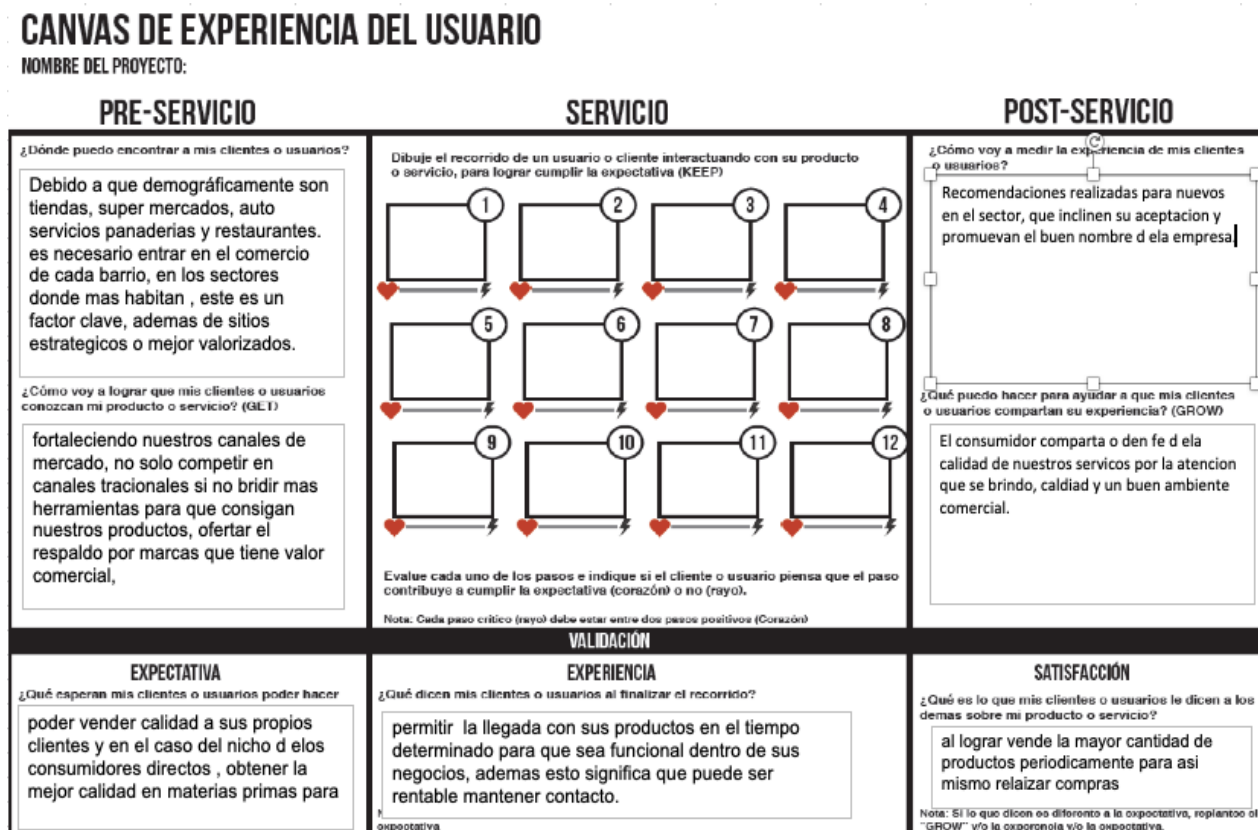 CANVAS DE EXPERIENCIA DEL USUARIO
NOMBRE DEL PROYECTO:
PRE-SERVICIO
¿Dónde puedo encontrar a mis clientes o usuarios?
Debido a que demográficamente son
tiendas, super mercados, auto
servicios panaderias y restaurantes.
es necesario entrar en el comercio
de cada barrio, en los sectores
donde mas habitan , este es un
factor clave, ademas de sitios
estrategicos o mejor valorizados.
¿Cómo voy a lograr que mis clientes o usuarios
conozcan mi producto o servicio? (GET)
fortaleciendo nuestros canales de
mercado, no solo competir en
canales tracionales si no bridir mas
herramientas para que consigan
nuestros productos, ofertar el
respaldo por marcas que tiene valor
comercial,
SERVICIO
Dibuje el recorrido de un usuario o cliente interactuando con su producto
o servicio, para lograr cumplir la expectativa (KEEP)
1 2 3 4
5 6 7 8
9 10 11 12
Evalue cada uno de los pasos e indique si el cliente o usuario piensa que el paso
contribuye a cumplir la expectativa (corazón) o no (rayo).
Nota: Cada paso crítico (rayo) debe estar entre dos pasos positivos (Corazón)
POST-SERVICIO
¿Cómo voy a medir la experiencia de mis clientes
o usuarios?
Recomendaciones realizadas para nuevos
en el sector, que inclinen su aceptacion y
promuevan el buen nombre d ela empresa.
¿Qué puedo hacer para ayudar a que mis clientes
o usuarios compartan su experiencia? (GROW)
El consumidor comparta o den fe d ela
calidad de nuestros servicos por la atencion
que se brindo, caldiad y un buen ambiente
comercial.
VALIDACIÓN
EXPECTATIVA
¿Qué esperan mis clientes o usuarios poder hacer
poder vender calidad a sus propios
clientes y en el caso del nicho d elos
consumidores directos , obtener la
mejor calidad en materias primas para
EXPERIENCIA
¿Qué dicen mis clientes o usuarios al finalizar el recorrido?
permitir la llegada con sus productos en el tiempo
determinado para que sea funcional dentro de sus
negocios, ademas esto significa que puede ser
rentable mantener contacto.
expectativa
SATISFACCIÓN
¿Qué es lo que mis clientes o usuarios le dicen a los
demas sobre mi producto o servicio?
al lograr vende la mayor cantidad de
productos periodicamente para asi
mismo relaizar compras
Nota: Si lo que dicen es diferente a la expectativa, replantee el
"GROW" y/o la experencia y/o la expectativa.